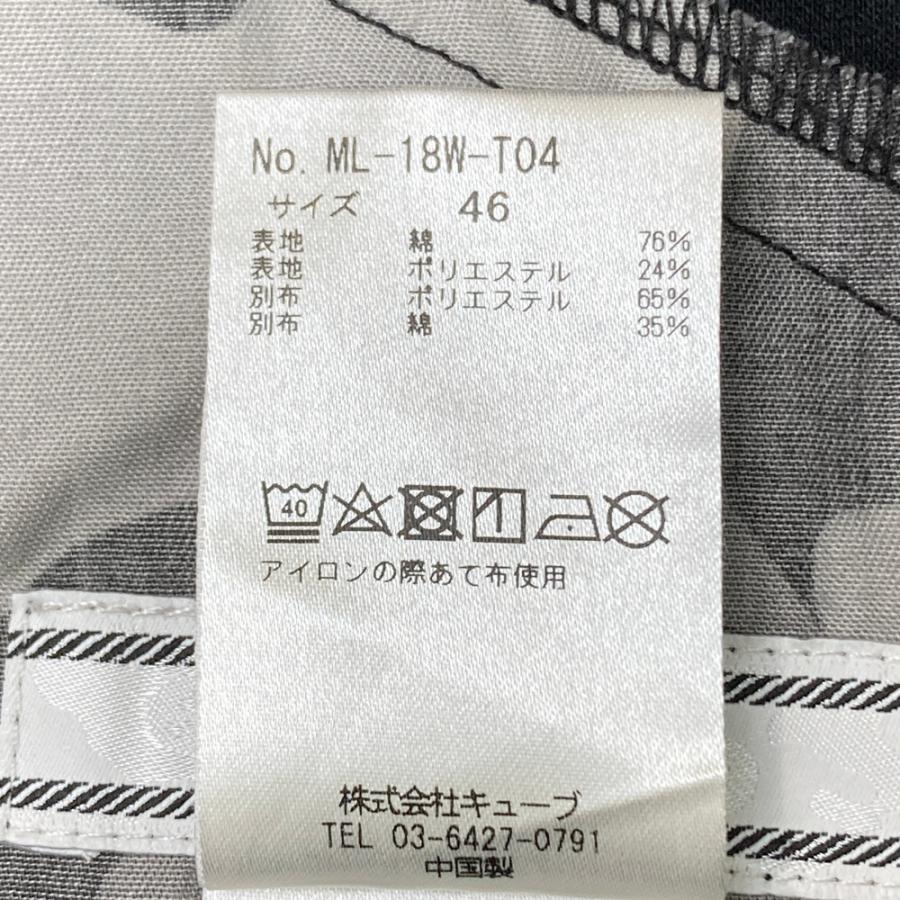 No. ML-18W-T04
サイズ 46
表地 綿 76%
表地 ポリエステル 24%
別布 ポリエステル 65%
別布 綿 35%
40
アイロンの際あて布使用
株式会社キューブ
TEL 03-6427-0791
中国製